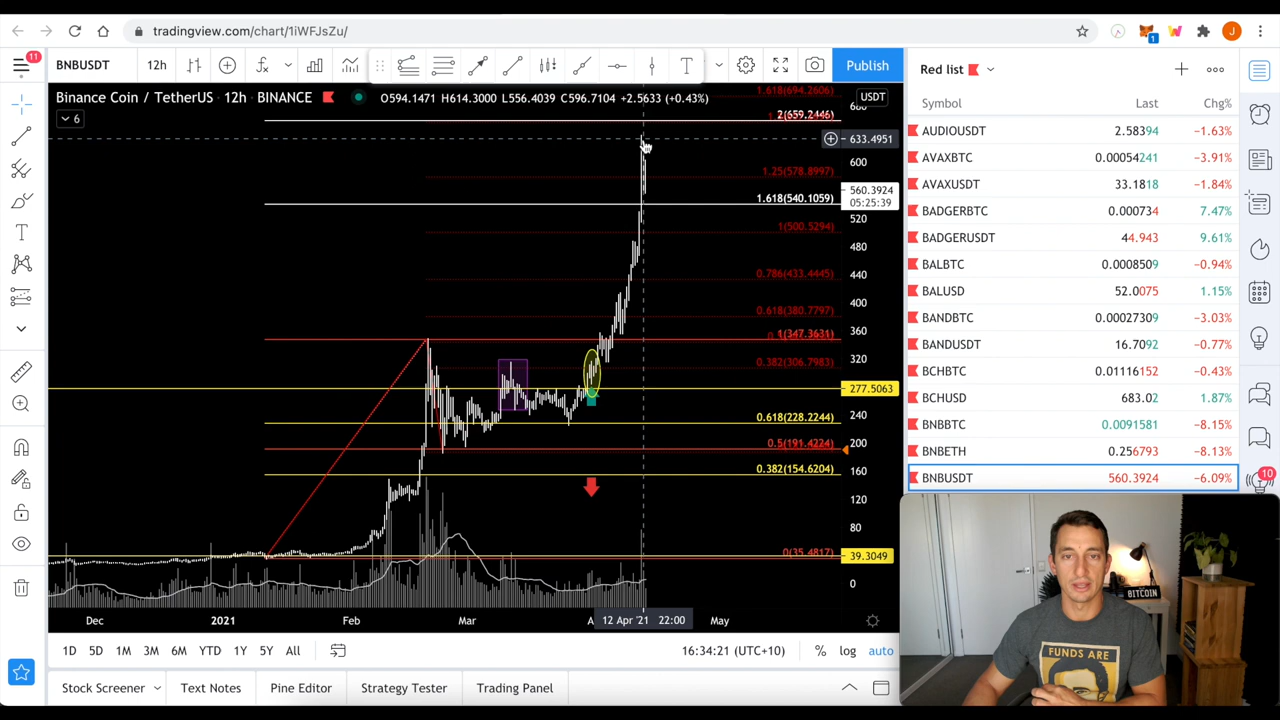 tradingview.com/chart/1iWFJsZu/
J
11
BNBUSDT
12h
Publish
Red list
Binance Coin / TetherUS · 12h · BINANCE
O594.1471 H614.3000 L556.4039 C596.7104 +2.5633 (+0.43%)
USDT
6
Symbol Last Chg%
AUDIOUSDT 2.58394 −1.63%
AVAXBTC 0.00054241 −3.91%
AVAXUSDT 33.1818 −1.84%
BADGERBTC 0.000734 7.47%
BADGERUSDT 44.943 9.61%
BALBTC 0.0008509 −0.94%
BALUSD 52.0075 1.15%
BANDBTC 0.00027309 −3.03%
BANDUSDT 16.7092 −0.77%
BCHBTC 0.01116152 −0.43%
BCHUSD 683.02 1.87%
BNBBTC 0.0091581 −8.15%
BNBETH 0.256793 −8.13%
BNBUSDT 560.3924 −6.09%
1.618(694.2606)
2(659.2446)
633.4951
600
1.25(578.8997)
560.3924
05:25:39
1.618(540.1059)
520
1(500.5294)
480
0.786(433.4445)
440
400
0.618(380.7797)
360
1(347.3631)
320
0.382(306.7983)
277.5063
240
0.618(228.2244)
200
0.5(191.4224)
160
0.382(154.6204)
120
80
0(35.4817)
39.3049
0
Dec 2021 Feb Mar 12 Apr '21 22:00 May
1D 5D 1M 3M 6M YTD 1Y 5Y All
16:34:21 (UTC+10) % log auto
Stock Screener Text Notes Pine Editor Strategy Tester Trading Panel
10
1
BITCOIN
FUNDS ARE